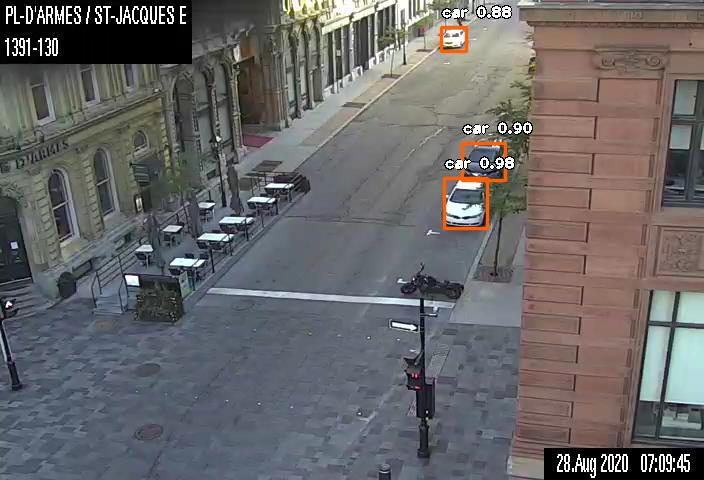 PL-D'ARMES / ST-JACQUES E
1391-130
car 0.88
car 0.90
car 0.98
D'ARMES
28.Aug 2020 07:09:45